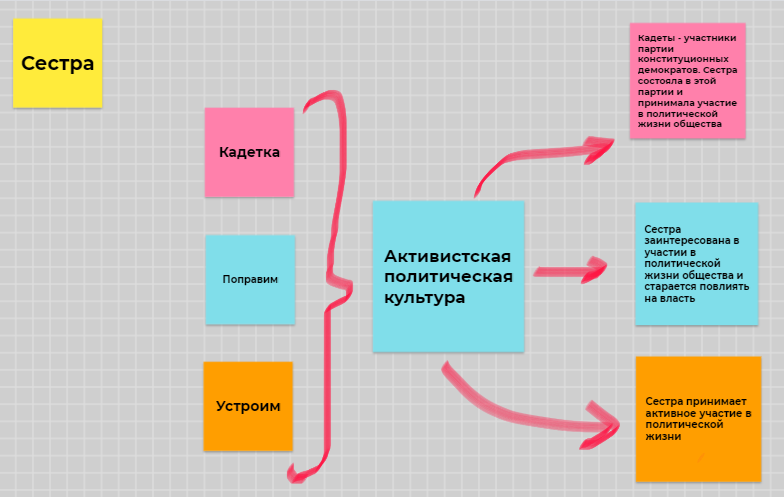 Сестра
Кадетка
Поправим
Устроим
Активистская
политическая
культура
Кадеты - участники
партии
конституционных
демократов. Сестра
состояла в этой
партии и
принимала участие
в политической
жизни общества
Сестра
заинтересована в
участии в
политической
жизни общества и
старается повлиять
на власть
Сестра принимает
активное участие в
политической
жизни